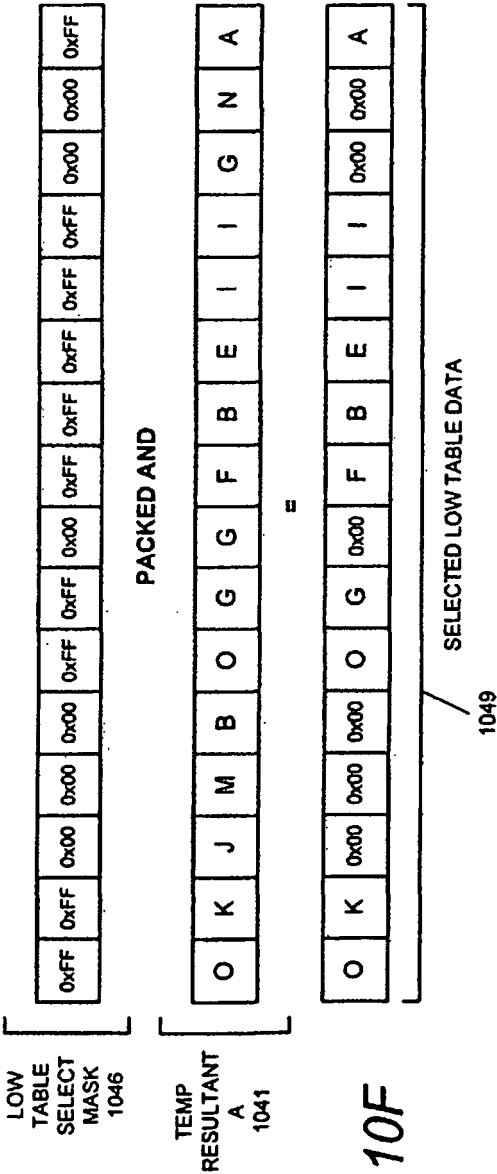 LOW
TABLE
SELECT
MASK
1046
0xFF 0xFF 0x00 0x00 0x00 0xFF 0xFF 0x00 0xFF 0xFF 0xFF 0xFF 0xFF 0x00 0x00 0xFF
PACKED AND
TEMP
RESULTANT
A
1041
O K J M B O G G F B E I I G N A
=
O K 0x00 0x00 0x00 O G 0x00 F B E I I 0x00 0x00 A
SELECTED LOW TABLE DATA
1049
10F